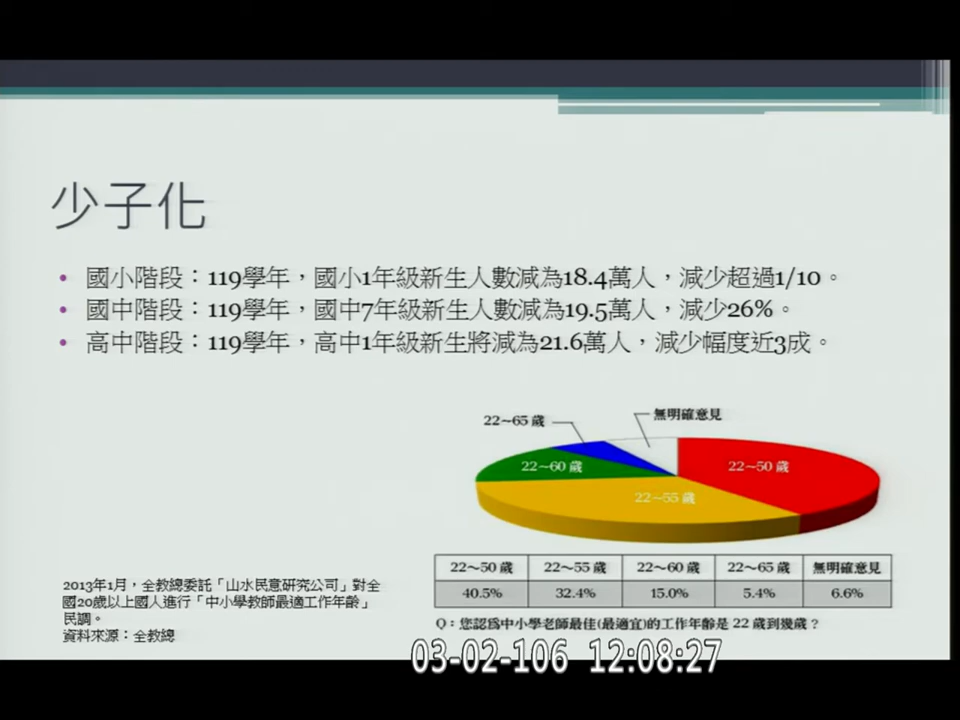 少子化
• 國小階段：119學年，國小1年級新生人數減為18.4萬人，減少超過1/10。
• 國中階段：119學年，國中7年級新生人數減為19.5萬人，減少26%。
• 高中階段：119學年，高中1年級新生將減為21.6萬人，減少幅度近3成。
22～65 歲
無明確意見
22～60 歲
22～50 歲
22～55 歲
22～50 歲 22～55 歲 22～60 歲 22～65 歲 無明確意見
40.5% 32.4% 15.0% 5.4% 6.6%
Q：您認為中小學老師最佳(最適宜)的工作年齡是 22 歲到幾歲？
2013年1月，全教總委託「山水民意研究公司」對全
國20歲以上國人進行「中小學教師最適工作年齡」
民調。
資料來源：全教總
03-02-106 12:08:27